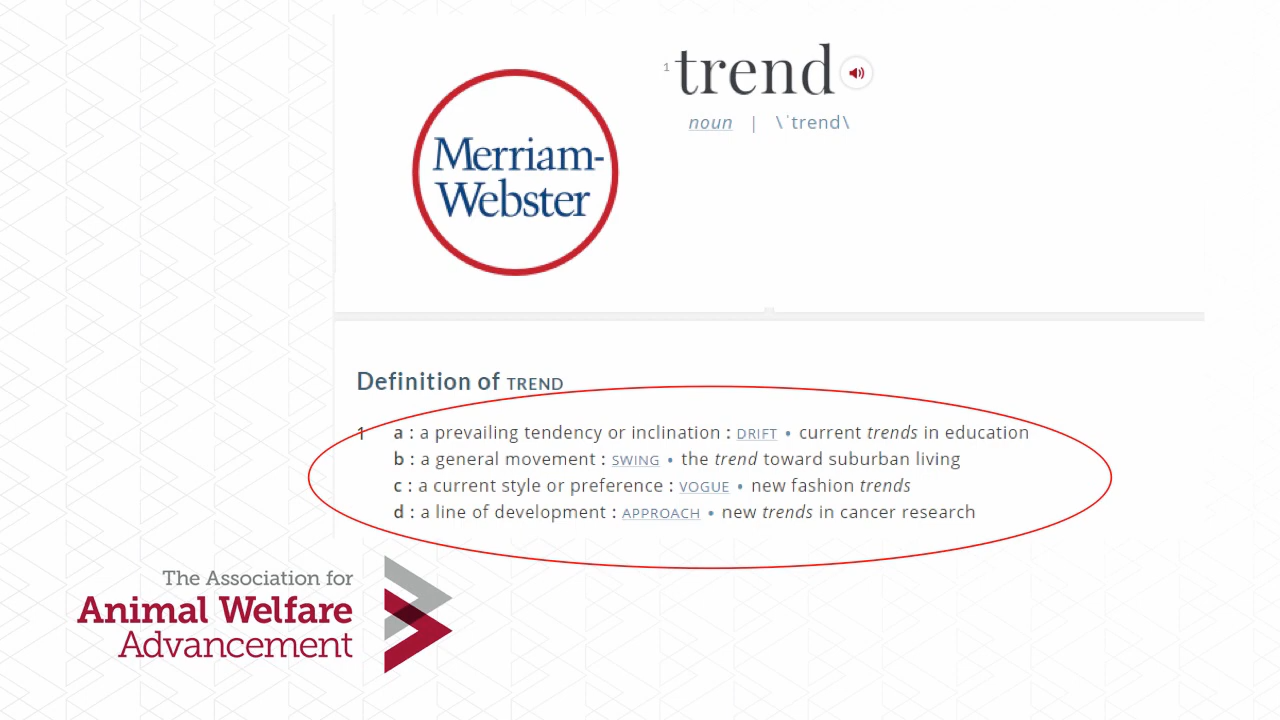 Merriam-
Webster
1 trend
noun | \ˈtrend\
Definition of TREND
1 a : a prevailing tendency or inclination : DRIFT • current trends in education
b : a general movement : SWING • the trend toward suburban living
c : a current style or preference : VOGUE • new fashion trends
d : a line of development : APPROACH • new trends in cancer research
The Association for
Animal Welfare
Advancement